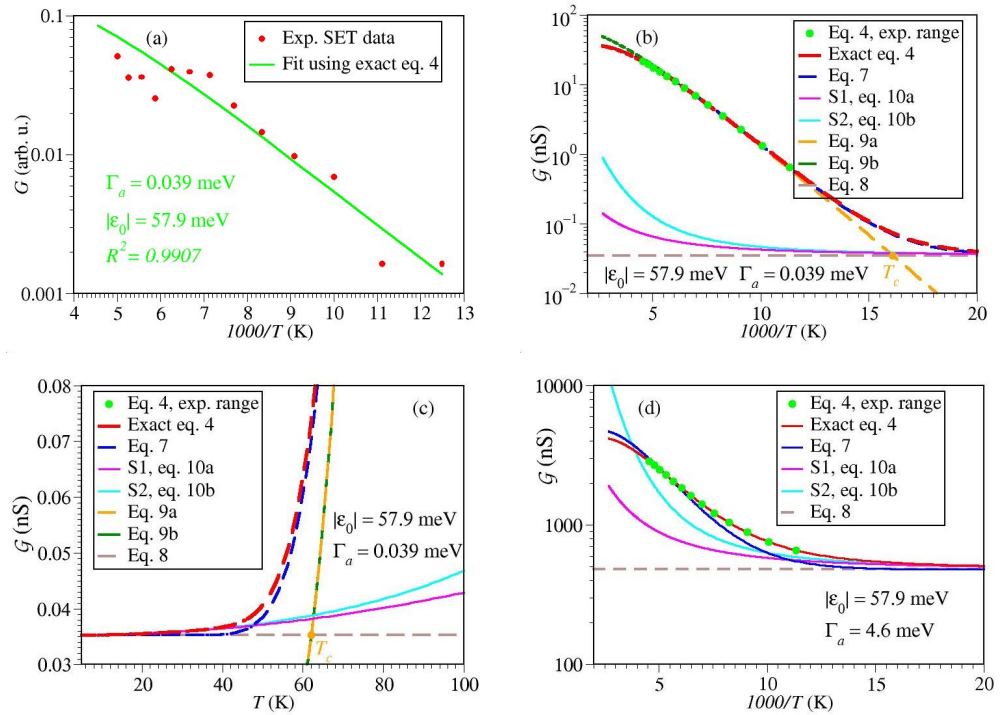 (a)
Exp. SET data
Fit using exact eq. 4
G (arb. u.)
0.1
0.01
0.001
Γa = 0.039 meV
|ε0| = 57.9 meV
R2 = 0.9907
4 5 6 7 8 9 10 11 12 13
1000/T (K)
(b)
Eq. 4, exp. range
Exact eq. 4
Eq. 7
S1, eq. 10a
S2, eq. 10b
Eq. 9a
Eq. 9b
Eq. 8
G (nS)
10^2
10^1
10^0
10^-1
10^-2
|ε0| = 57.9 meV Γa = 0.039 meV
Tc
5 10 15 20
1000/T (K)
(c)
Eq. 4, exp. range
Exact eq. 4
Eq. 7
S1, eq. 10a
S2, eq. 10b
Eq. 9a
Eq. 9b
Eq. 8
G (nS)
0.08
0.07
0.06
0.05
0.04
0.03
|ε0| = 57.9 meV
Γa = 0.039 meV
Tc
20 40 60 80 100
T (K)
(d)
Eq. 4, exp. range
Exact eq. 4
Eq. 7
S1, eq. 10a
S2, eq. 10b
Eq. 8
G (nS)
10000
1000
100
|ε0| = 57.9 meV
Γa = 4.6 meV
5 10 15 20
1000/T (K)